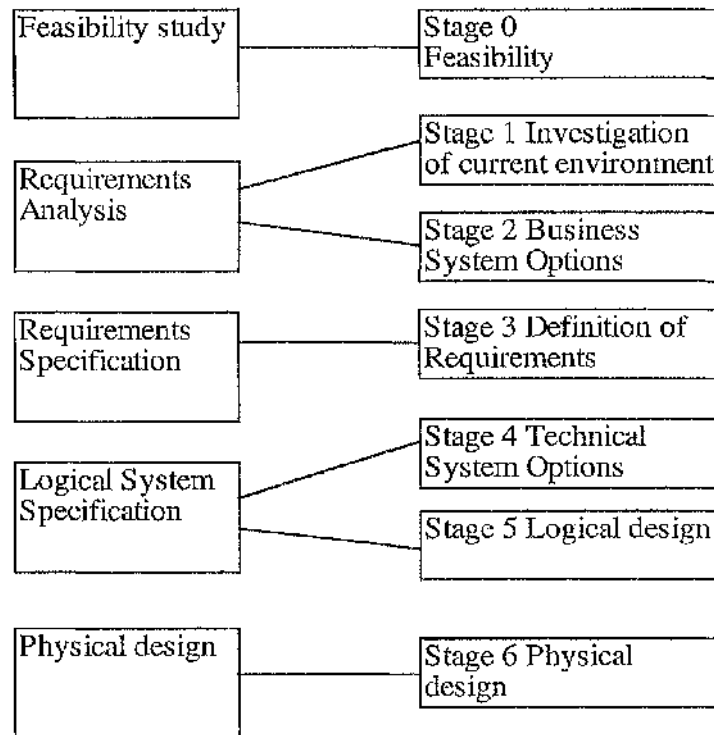 Feasibility study
Stage 0
Feasibility
Requirements
Analysis
Stage 1 Investigation
of current environment
Stage 2 Business
System Options
Requirements
Specification
Stage 3 Definition of
Requirements
Logical System
Specification
Stage 4 Technical
System Options
Stage 5 Logical design
Physical design
Stage 6 Physical
design